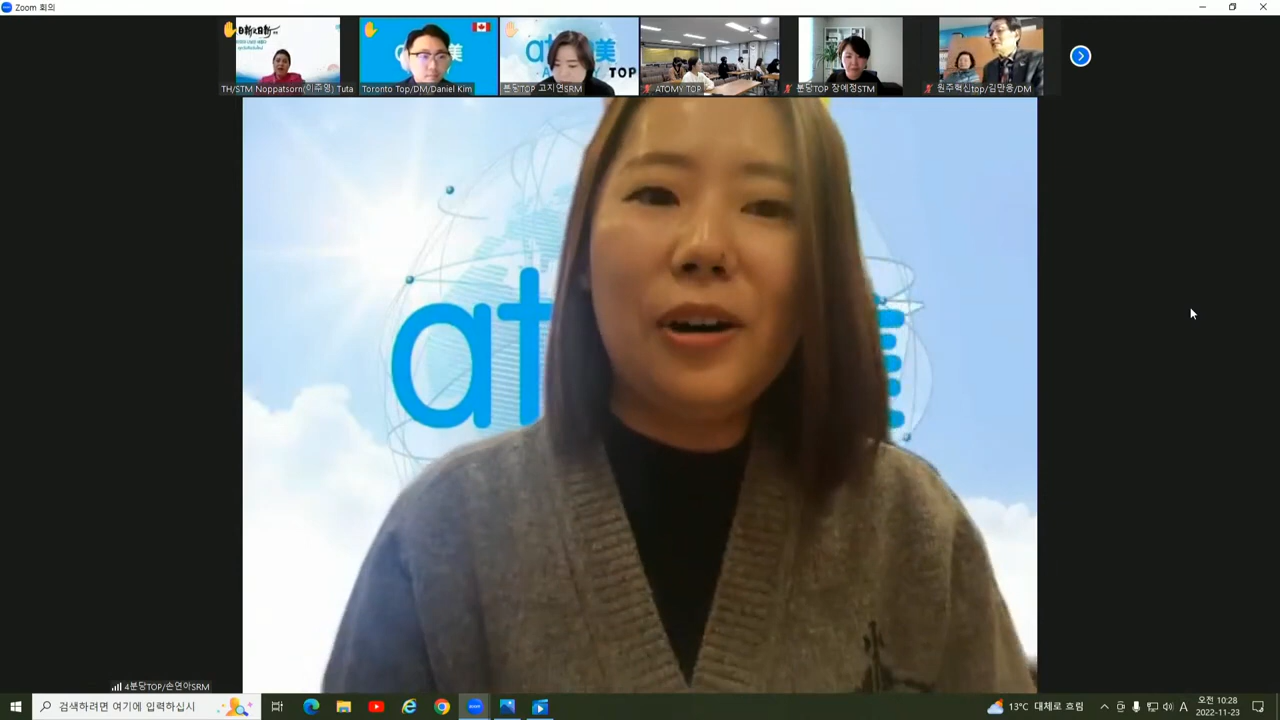 Zoom 회의
TH/STM Noppatsorn(이주영) Tuta
Toronto Top/DM/Daniel Kim
TOP
분당TOP 고지연SRM
ATOMY TOP
분당TOP 장예정STM
원주혁신top/김만응/DM
at
4분당TOP/손연아SRM
검색하려면 여기에 입력하십시
zoom
13°C 대체로 흐림
A
오전 10:28
2022-11-23